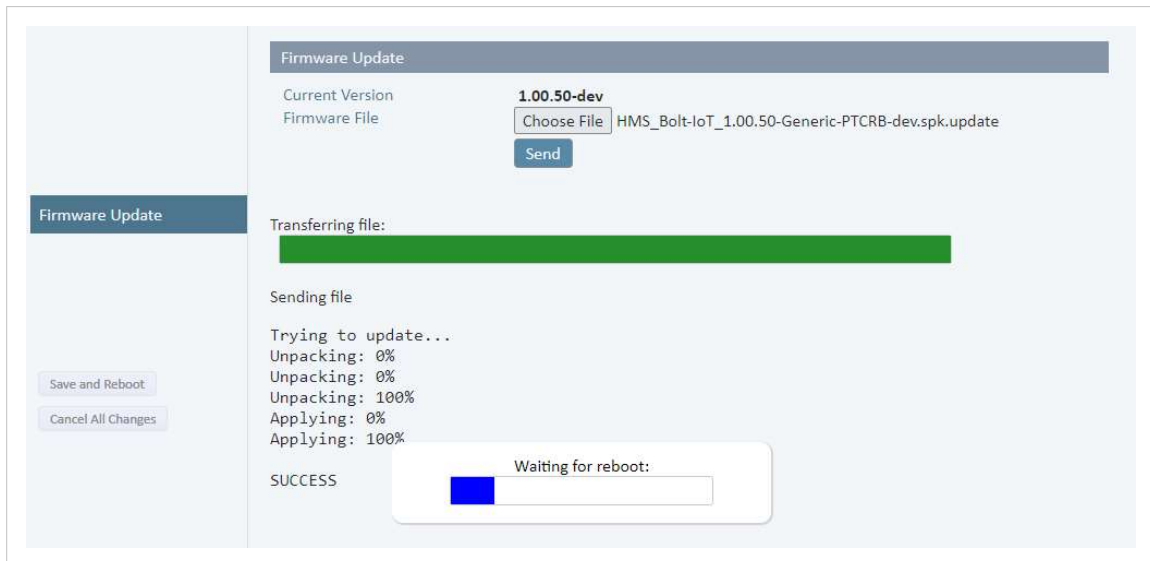 Firmware Update
Current Version 1.00.50-dev
Firmware File Choose File HMS_Bolt-IoT_1.00.50-Generic-PTCRB-dev.spk.update
Send
Firmware Update
Transferring file:
Sending file
Trying to update...
Unpacking: 0%
Unpacking: 0%
Save and Reboot
Unpacking: 100%
Cancel All Changes
Applying: 0%
Applying: 100%
Waiting for reboot:
SUCCESS